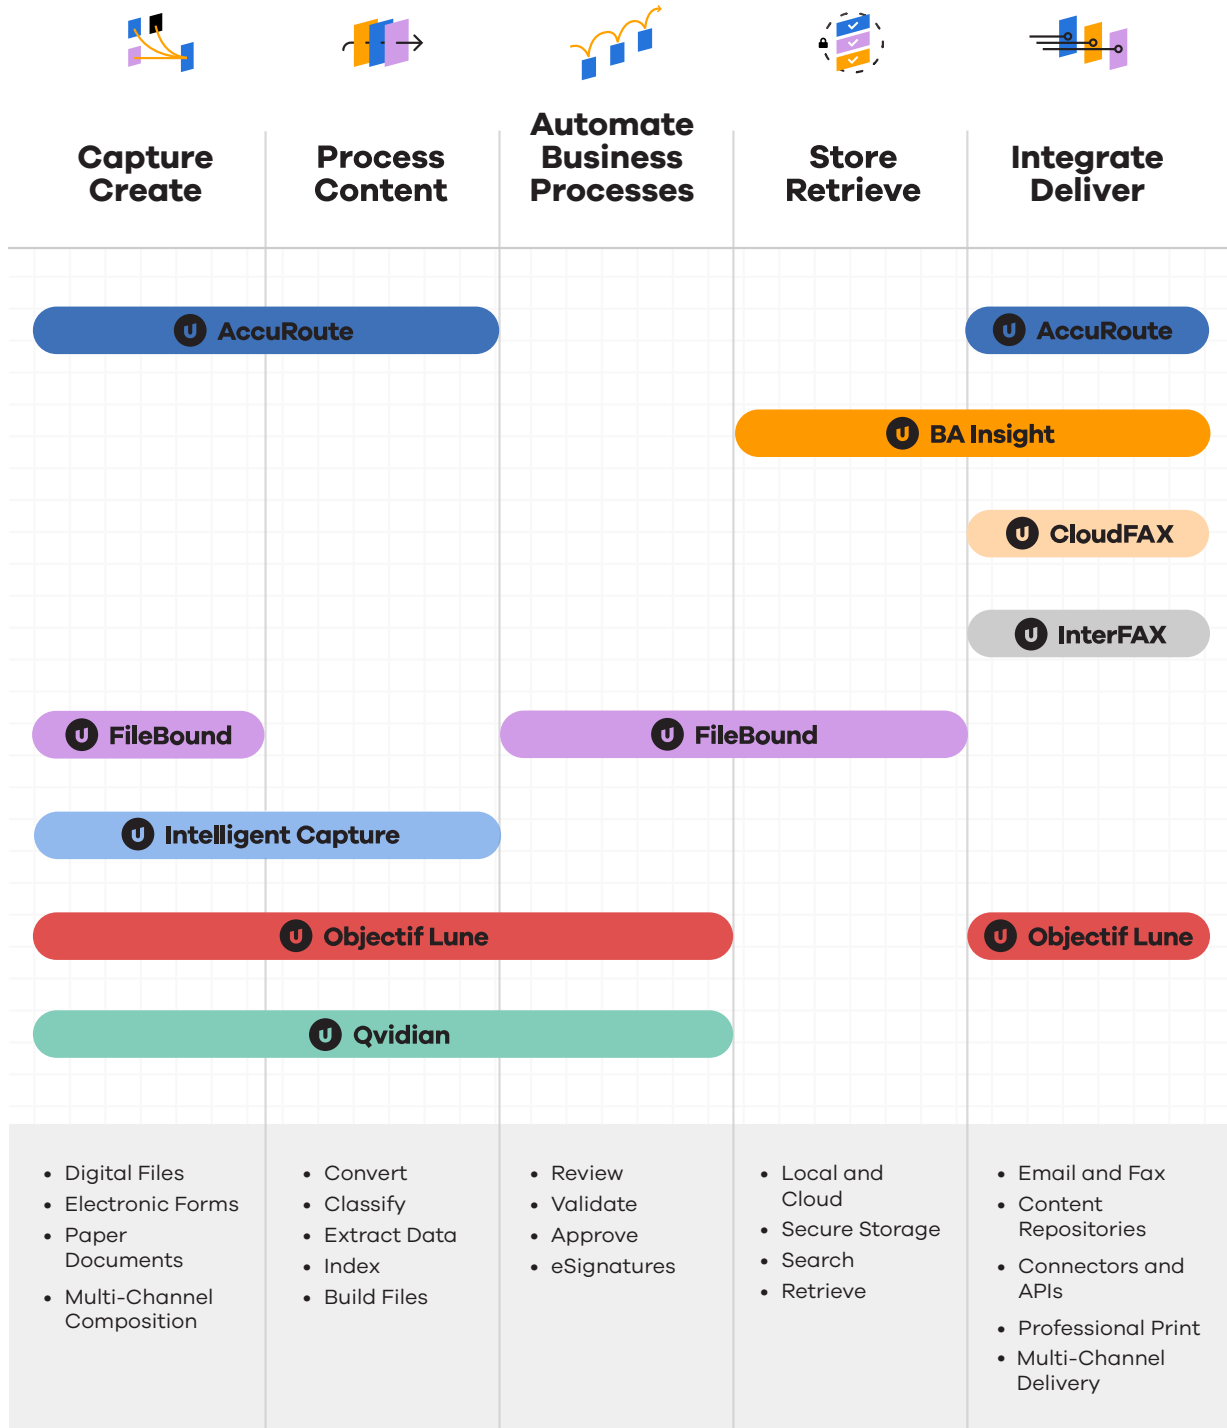 Capture
Create
Process
Content
Automate
Business
Processes
Store
Retrieve
Integrate
Deliver
AccuRoute
AccuRoute
BA Insight
CloudFAX
InterFAX
FileBound
FileBound
Intelligent Capture
Objectif Lune
Objectif Lune
Qvidian
• Digital Files
• Electronic Forms
• Paper
Documents
• Multi-Channel
Composition
• Convert
• Classify
• Extract Data
• Index
• Build Files
• Review
• Validate
• Approve
• eSignatures
• Local and
Cloud
• Secure Storage
• Search
• Retrieve
• Email and Fax
• Content
Repositories
• Connectors and
APIs
• Professional Print
• Multi-Channel
Delivery